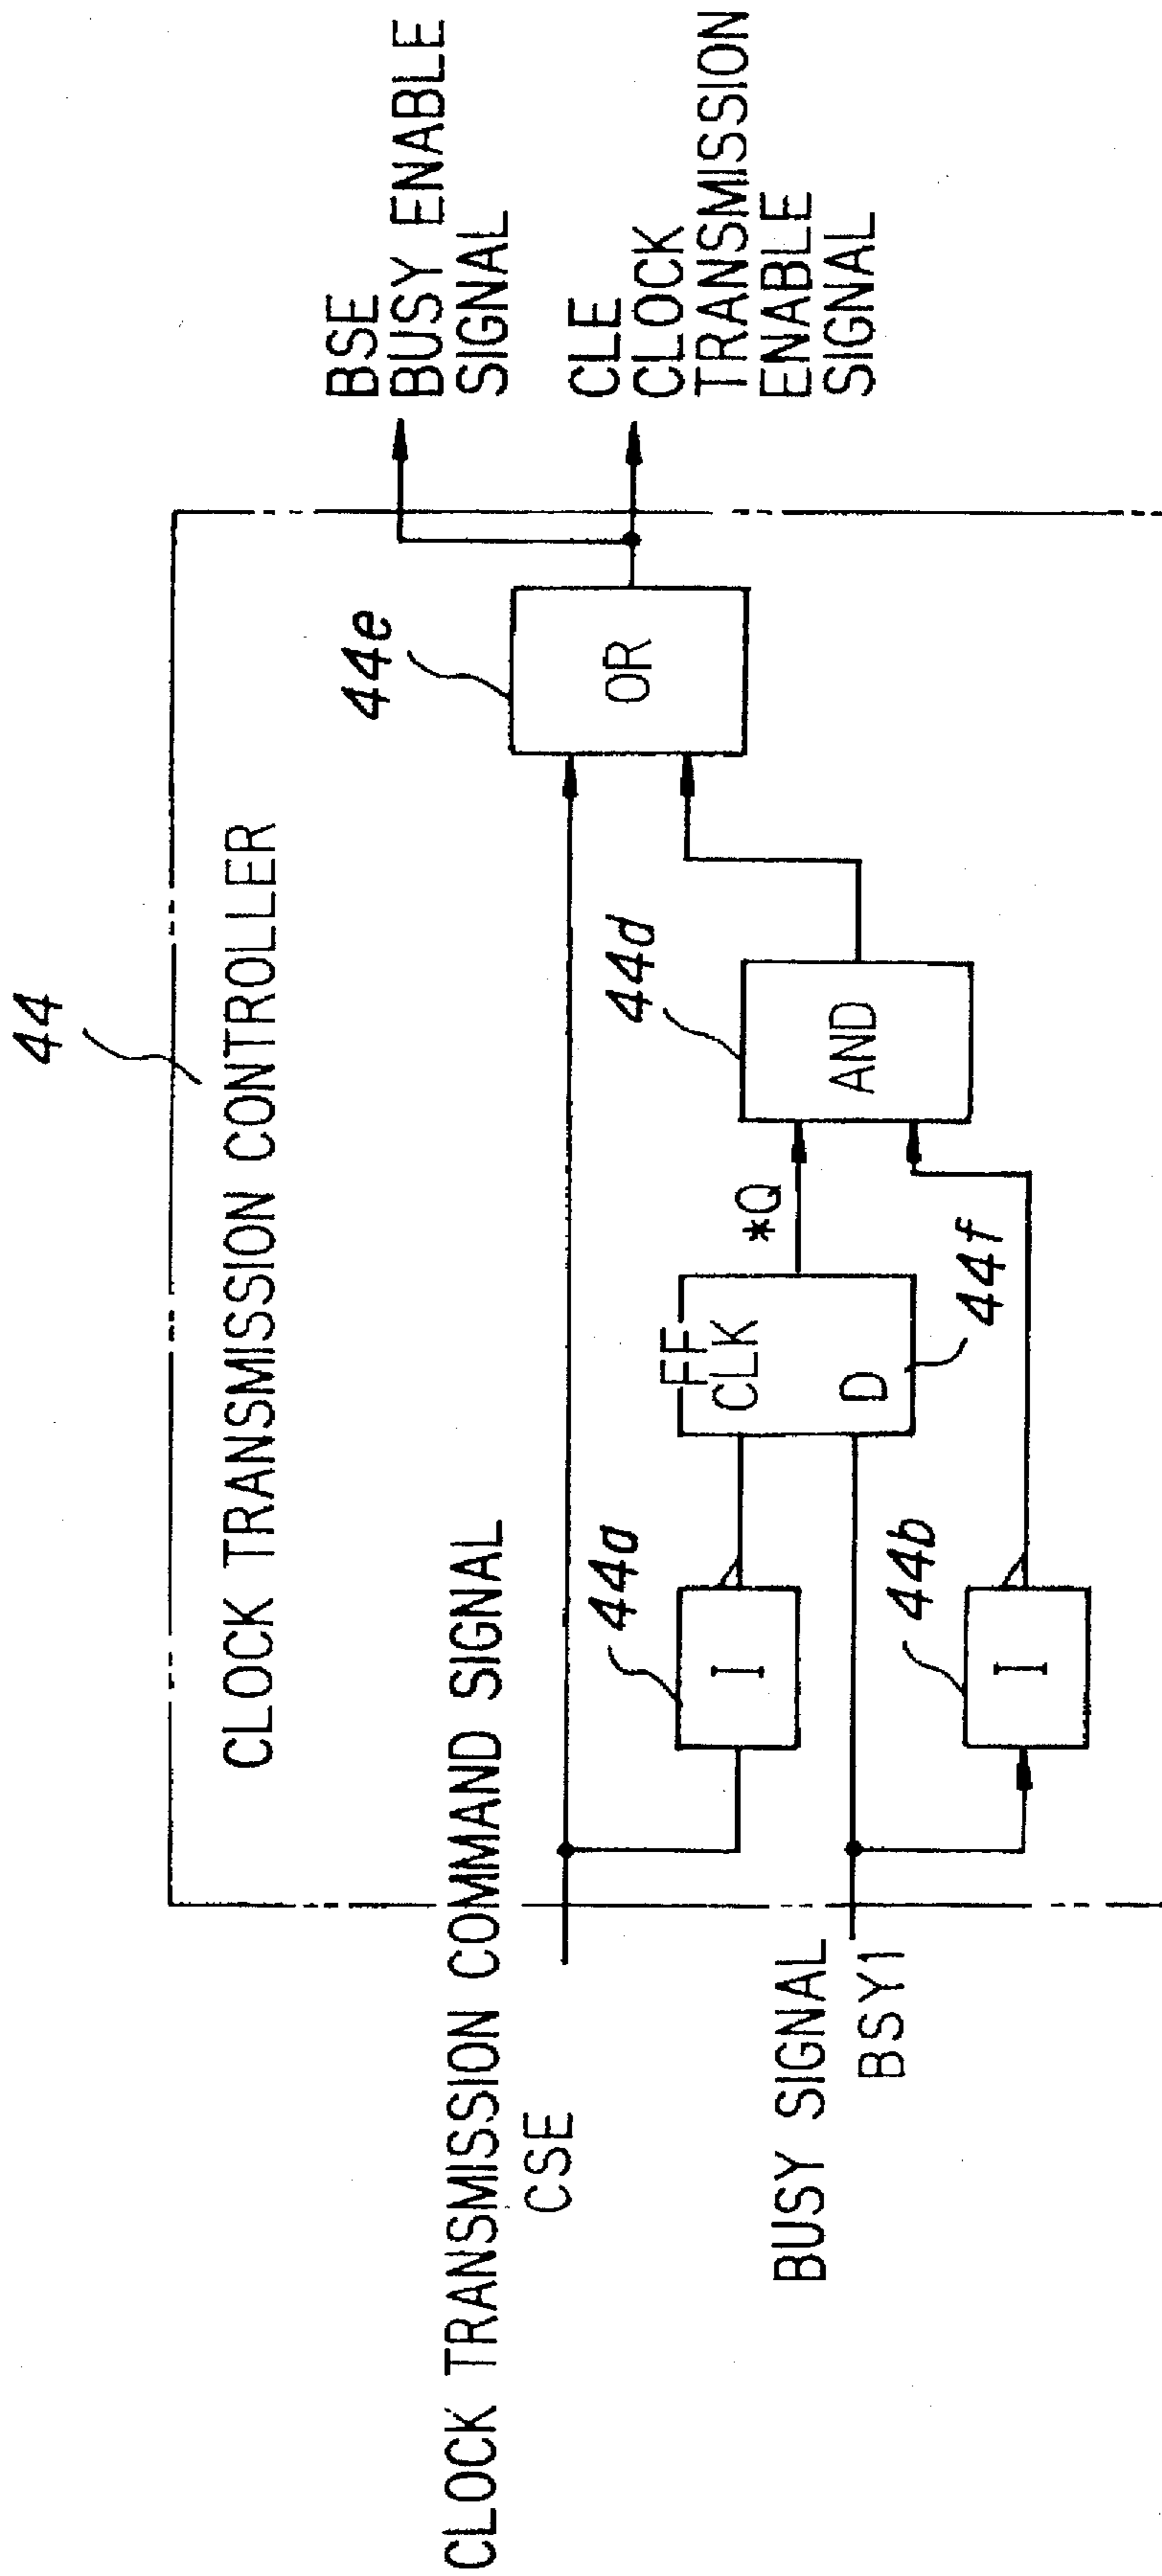 44
CLOCK TRANSMISSION CONTROLLER
CLOCK TRANSMISSION COMMAND SIGNAL
CSE
BUSY SIGNAL
BSY1
44a
I
44b
I
FF
CLK
D
44f
*Q
44d
AND
44e
OR
BSE
BUSY ENABLE
SIGNAL
CLE
CLOCK
TRANSMISSION
ENABLE
SIGNAL